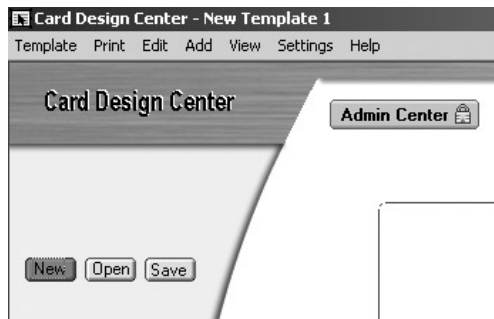 Card Design Center - New Template 1
Template Print Edit Add View Settings Help
Card Design Center
Admin Center
New Open Save